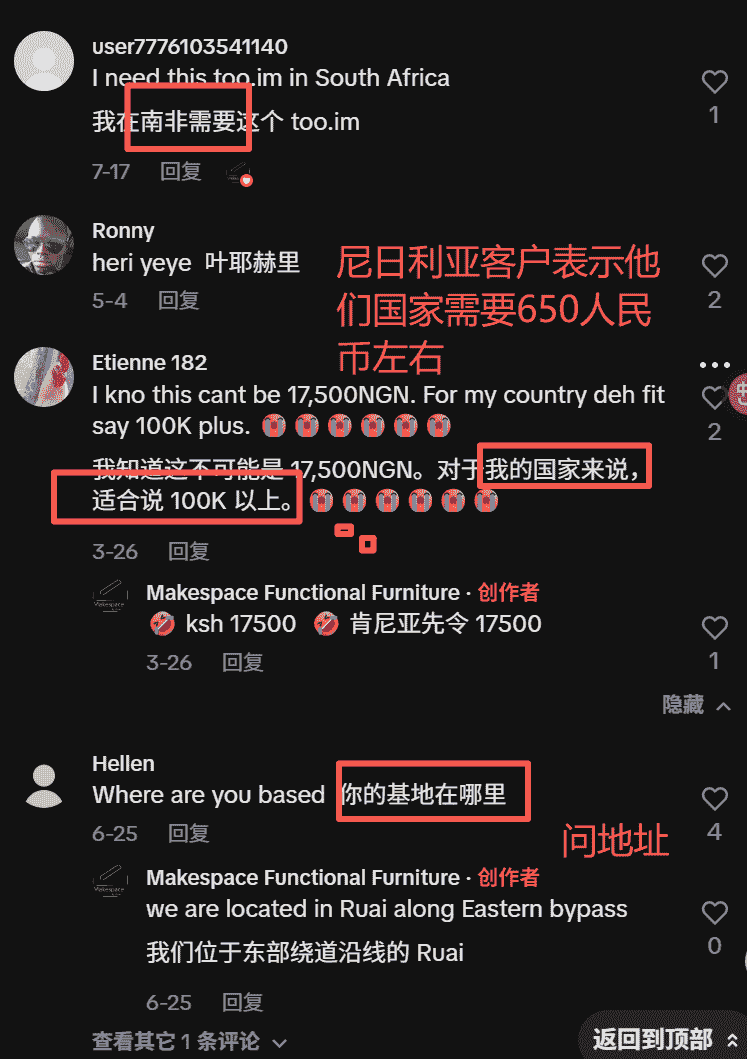 user7776103541140
I need this too.im in South Africa
我在南非需要这个 too.im
1
7-17 回复
Ronny
heri yeye 叶耶赫里
5-4 回复
2
尼日利亚客户表示他
们国家需要650人民
币左右
Etienne 182
I kno this cant be 17,500NGN. For my country deh fit
say 100K plus.
2
我知道这不可能是 17,500NGN。对于我的国家来说，
适合说 100K 以上。
3-26 回复
Makespace Functional Furniture · 创作者
ksh 17500 肯尼亚先令 17500
3-26 回复
1
隐藏
Hellen
Where are you based 你的基地在哪里
6-25 回复
4
问地址
Makespace Functional Furniture · 创作者
we are located in Ruai along Eastern bypass
我们位于东部绕道沿线的 Ruai
0
6-25 回复
查看其它 1 条评论
返回到顶部